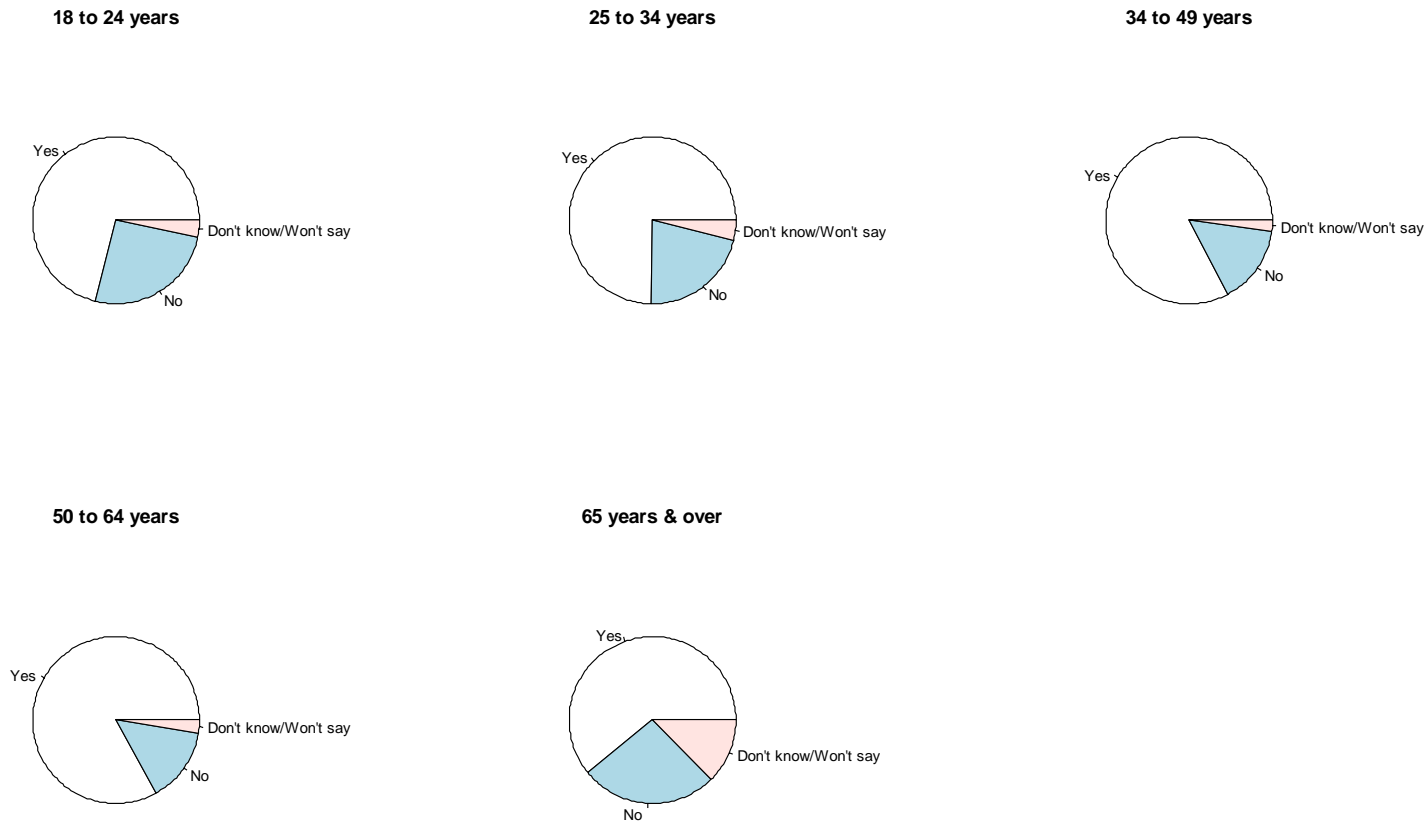 18 to 24 years
25 to 34 years
34 to 49 years
Yes
Don't know/Won't say
No
Yes
Don't know/Won't say
No
Yes
Don't know/Won't say
No
50 to 64 years
65 years & over
Yes
Don't know/Won't say
No
Yes
Don't know/Won't say
No